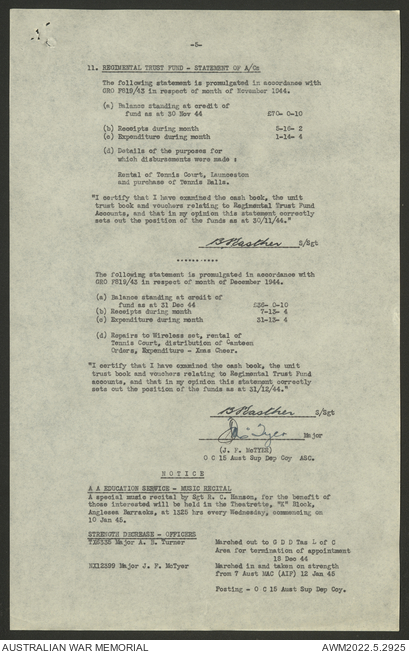 -5-
11. REGIMENTAL TRUST FUND - STATEMENT OF A/Cs
The following statement is promulgated in accordance with
GRO F819/43 in respect of month of November 1944.
(a) Balance standing at credit of
fund as at 30 Nov 44 £70- 0-10
(b) Receipts during month 5-16- 2
(c) Expenditure during month 1-14- 4
(d) Details of the purposes for
which disbursements were made :
Rental of Tennis Court, Launceston
and purchase of Tennis Balls.
"I certify that I have examined the cash book, the unit
trust book and vouchers relating to Regimental Trust Fund
Accounts, and that in my opinion this statement correctly
sets out the position of the funds as at 30/11/44."
S/Sgt
The following statement is promulgated in accordance with
GRO F819/43 in respect of month of December 1944.
(a) Balance standing at credit of
fund as at 31 Dec 44 £36- 0-10
(b) Receipts during month 7-13- 4
(c) Expenditure during month 31-13- 4
(d) Repairs to Wireless set, rental of
Tennis Court, distribution of Canteen
Orders, Expenditure - Xmas Cheer.
"I certify that I have examined the cash book, the unit
trust book and vouchers relating to Regimental Trust Fund
accounts, and that in my opinion this statement correctly
sets out the position of the funds as at 31/12/44."
S/Sgt
Major
(J. P. McTYER)
O C 15 Aust Sup Dep Coy AASC.
N O T I C E
A A EDUCATION SERVICE - MUSIC RECITAL
A special music recital by Sgt R. C. Hanson, for the benefit of
those interested will be held in the Theatrette, "K" Block,
Anglesea Barracks, at 1325 hrs every Wednesday, commencing on
10 Jan 45.
STRENGTH DECREASE - OFFICERS
TX6535 Major A. B. Turner Marched out to G D D Tas L of C
Area for termination of appointment
18 Dec 44
NX12399 Major J. P. McTyer Marched in and taken on strength
from 7 Aust MAC (AIF) 12 Jan 45
Posting - O C 15 Aust Sup Dep Coy.
AUSTRALIAN WAR MEMORIAL AWM2022.5.2925